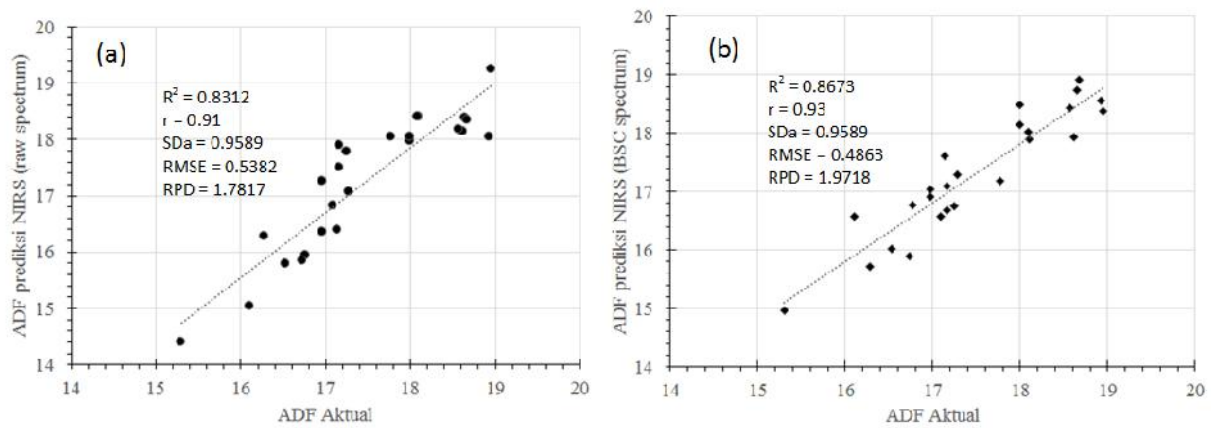 (a)
R² = 0.8312
r – 0.91
SDa = 0.9589
RMSE = 0.5382
RPD = 1.7817
ADF prediksi NIRS (raw spectrum)
20
19
18
17
16
15
14
14 15 16 17 18 19 20
ADF Aktual
(b)
R² = 0.8673
r = 0.93
SDa = 0.9589
RMSE – 0.4863
RPD = 1.9718
ADF prediksi NIRS (BSC spectrum)
20
19
18
17
16
15
14
14 15 16 17 18 19 20
ADF Aktual